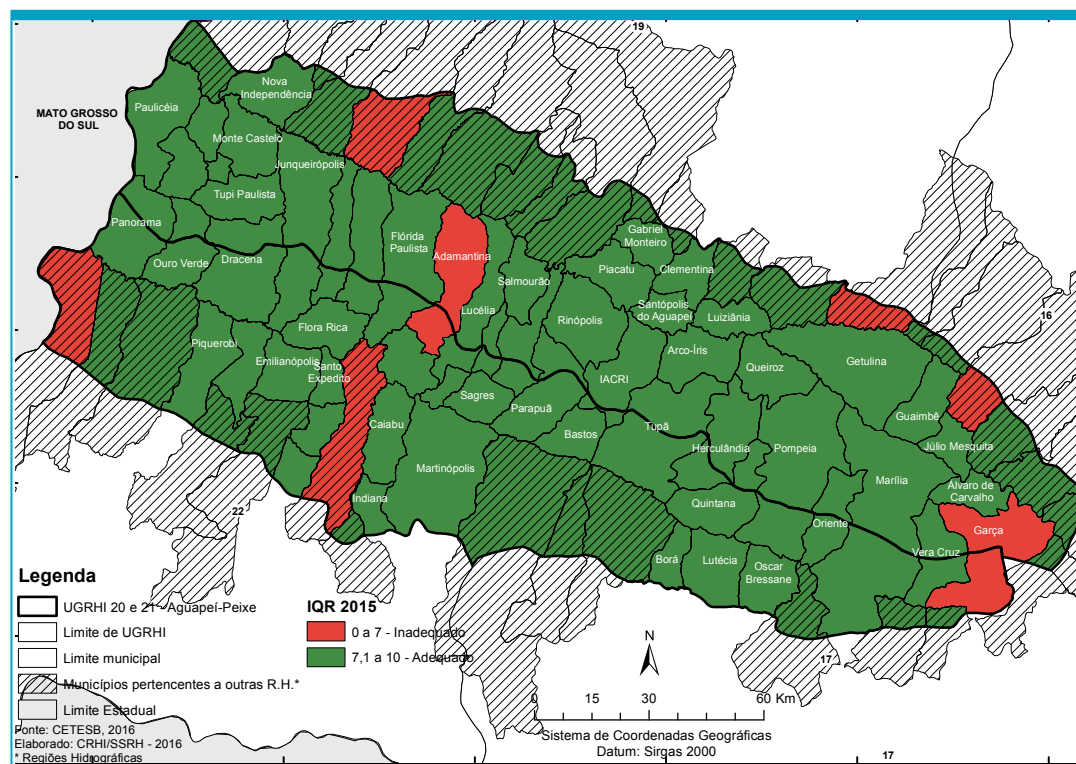 19
MATO GROSSO
DO SUL
Paulicéia
Nova
Independência
Monte Castelo
Junqueirópolis
Tupi Paulista
Panorama
Flórida
Paulista
Adamantina
Gabriel
Monteiro
Ouro Verde
Dracena
Piacatu
Clementina
Salmourão
Santópolis
do Aguapeí
Lucélia
Rinópolis
Luiziânia
16
Flora Rica
Piquerobi
Arco-Íris
Getulina
Emilianópolis
Santo
Expedito
Queiroz
IACRI
Sagres
Parapuã
Guaimbê
Caiabu
Bastos
Tupã
Herculândia
Pompeia
Júlio Mesquita
Martinópolis
Marília
Álvaro de
Carvalho
Indiana
Quintana
22
Oriente
Garça
Vera Cruz
Borá
Lutécia
Oscar
Bressane
17
Legenda
UGRHI 20 e 21 - Aguapeí-Peixe
Limite de UGRHI
Limite municipal
Municípios pertencentes a outras R.H.*
Limite Estadual
IQR 2015
0 a 7 - Inadequado
7,1 a 10 - Adequado
N
0 15 30 60 Km
Sistema de Coordenadas Geográficas
Datum: Sirgas 2000
17
Fonte: CETESB, 2016
Elaborado: CRHI/SSRH - 2016
* Regiões Hidrográficas